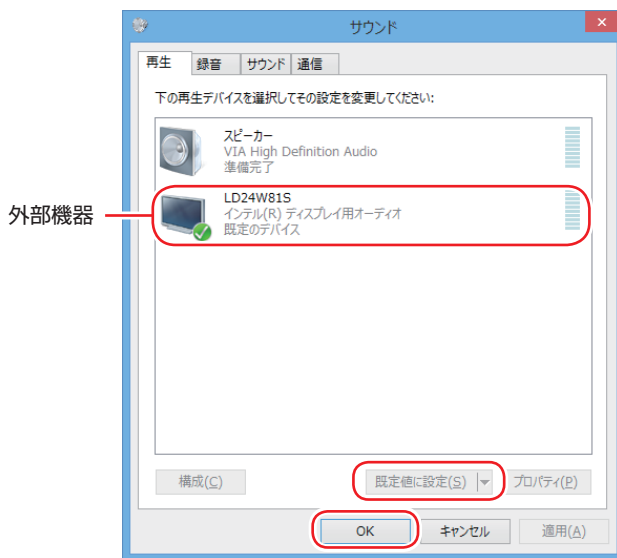 サウンド
再生 録音 サウンド 通信
下の再生デバイスを選択してその設定を変更してください:
スピーカー
VIA High Definition Audio
準備完了
外部機器
LD24W81S
インテル(R) ディスプレイ用オーディオ
既定のデバイス
構成(C) 既定値に設定(S) プロパティ(P)
OK キャンセル 適用(A)